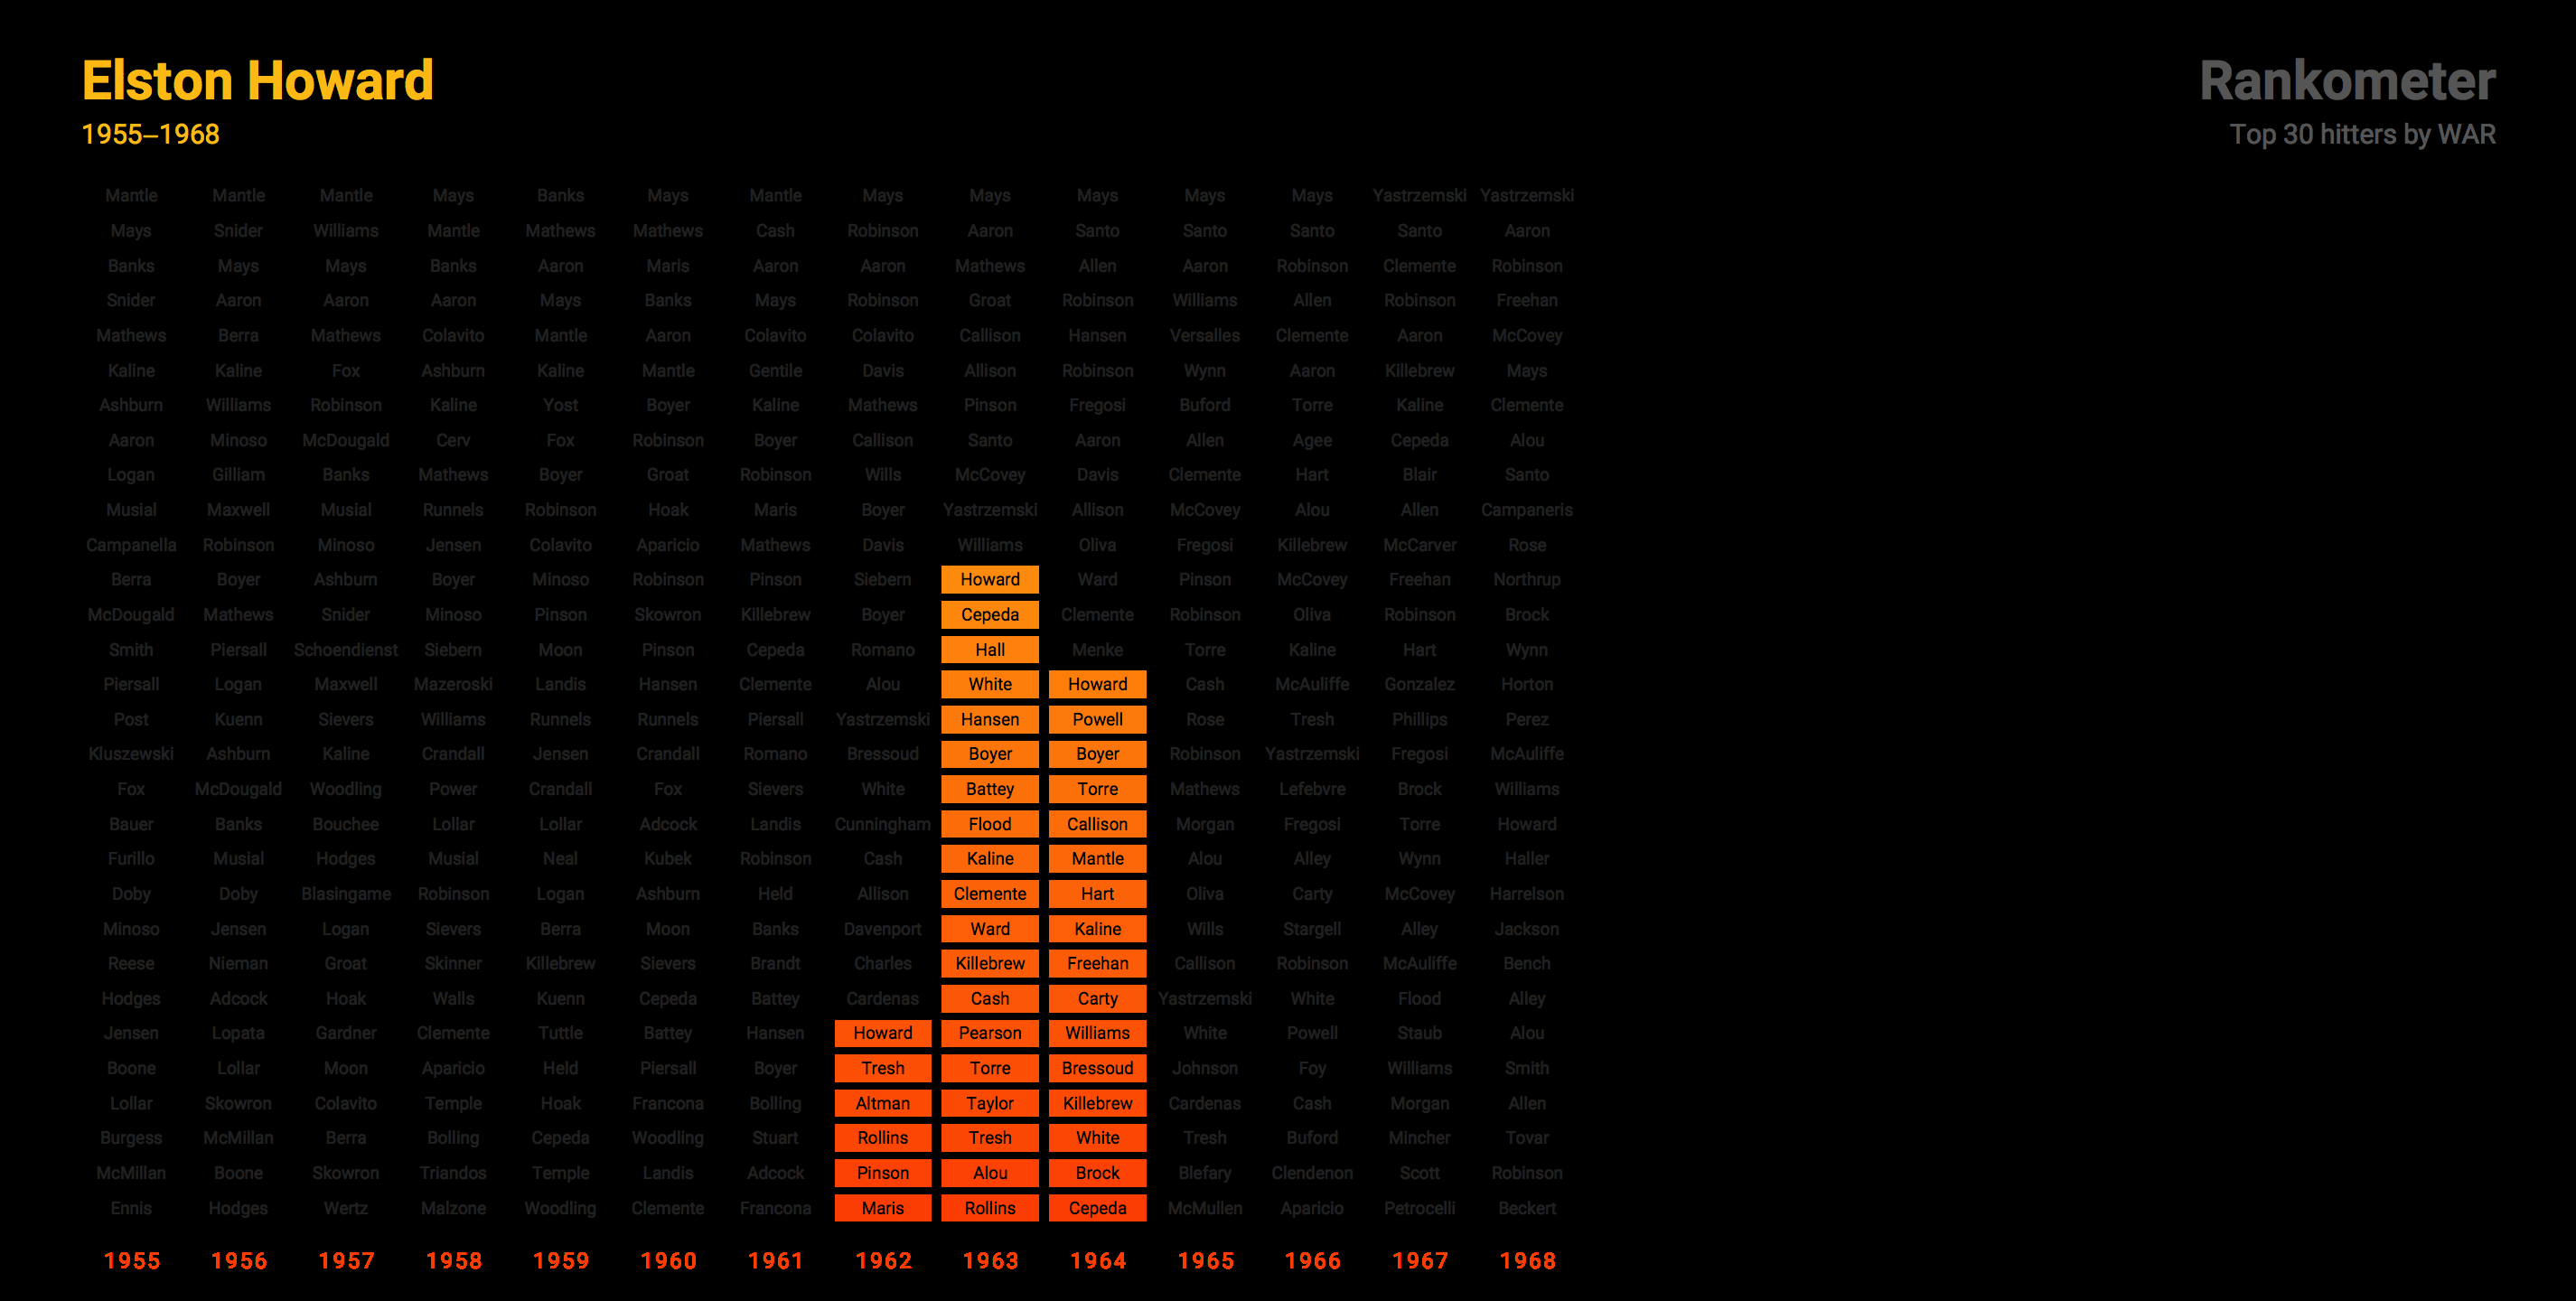 Elston Howard Rankometer
1955–1968 Top 30 hitters by WAR
Mantle Mantle Mantle Mays Banks Mays Mantle Mays Mays Mays Mays Mays Yastrzemski Yastrzemski
Mays Snider Williams Mantle Mathews Mathews Cash Robinson Aaron Santo Santo Santo Santo Aaron
Banks Mays Mays Banks Aaron Maris Aaron Aaron Mathews Allen Aaron Robinson Clemente Robinson
Snider Aaron Aaron Aaron Mays Banks Mays Robinson Groat Robinson Williams Allen Robinson Freehan
Mathews Berra Mathews Colavito Mantle Aaron Colavito Colavito Callison Hansen Versalles Clemente Aaron McCovey
Kaline Kaline Fox Ashburn Kaline Mantle Gentile Davis Allison Robinson Wynn Aaron Killebrew Mays
Ashburn Williams Robinson Kaline Yost Boyer Kaline Mathews Pinson Fregosi Buford Torre Kaline Clemente
Aaron Minoso McDougald Cerv Fox Robinson Boyer Callison Santo Aaron Allen Agee Cepeda Alou
Logan Gilliam Banks Mathews Boyer Groat Robinson Wills McCovey Davis Clemente Hart Blair Santo
Musial Maxwell Musial Runnels Robinson Hoak Maris Boyer Yastrzemski Allison McCovey Alou Allen Campaneris
Campanella Robinson Minoso Jensen Colavito Aparicio Mathews Davis Williams Oliva Fregosi Killebrew McCarver Rose
Berra Boyer Ashburn Boyer Minoso Robinson Pinson Siebern Howard Ward Pinson McCovey Freehan Northrup
McDougald Mathews Snider Minoso Pinson Skowron Killebrew Boyer Cepeda Clemente Robinson Oliva Robinson Brock
Smith Piersall Schoendienst Siebern Moon Pinson Cepeda Romano Hall Menke Torre Kaline Hart Wynn
Piersall Logan Maxwell Mazeroski Landis Hansen Clemente Alou White Howard Cash McAuliffe Gonzalez Horton
Post Kuenn Sievers Williams Runnels Runnels Piersall Yastrzemski Hansen Powell Rose Tresh Phillips Perez
Kluszewski Ashburn Kaline Crandall Jensen Crandall Romano Bressoud Boyer Boyer Robinson Yastrzemski Fregosi McAuliffe
Fox McDougald Woodling Power Crandall Fox Sievers White Battey Torre Mathews Lefebvre Brock Williams
Bauer Banks Bouchee Lollar Lollar Adcock Landis Cunningham Flood Callison Morgan Fregosi Torre Howard
Furillo Musial Hodges Musial Neal Kubek Robinson Cash Kaline Mantle Alou Alley Wynn Haller
Doby Doby Blasingame Robinson Logan Ashburn Held Allison Clemente Hart Oliva Carty McCovey Harrelson
Minoso Jensen Logan Sievers Berra Moon Banks Davenport Ward Kaline Wills Stargell Alley Jackson
Reese Nieman Groat Skinner Killebrew Sievers Brandt Charles Killebrew Freehan Callison Robinson McAuliffe Bench
Hodges Adcock Hoak Walls Kuenn Cepeda Battey Cardenas Cash Carty Yastrzemski White Flood Alley
Jensen Lopata Gardner Clemente Tuttle Battey Hansen Howard Pearson Williams White Powell Staub Alou
Boone Lollar Moon Aparicio Held Piersall Boyer Tresh Torre Bressoud Johnson Foy Williams Smith
Lollar Skowron Colavito Temple Hoak Francona Bolling Altman Taylor Killebrew Cardenas Cash Morgan Allen
Burgess McMillan Berra Bolling Cepeda Woodling Stuart Rollins Tresh White Tresh Buford Mincher Tovar
McMillan Boone Skowron Triandos Temple Landis Adcock Pinson Alou Brock Blefary Clendenon Scott Robinson
Ennis Hodges Wertz Malzone Woodling Clemente Francona Maris Rollins Cepeda McMullen Aparicio Petrocelli Beckert
1955 1956 1957 1958 1959 1960 1961 1962 1963 1964 1965 1966 1967 1968